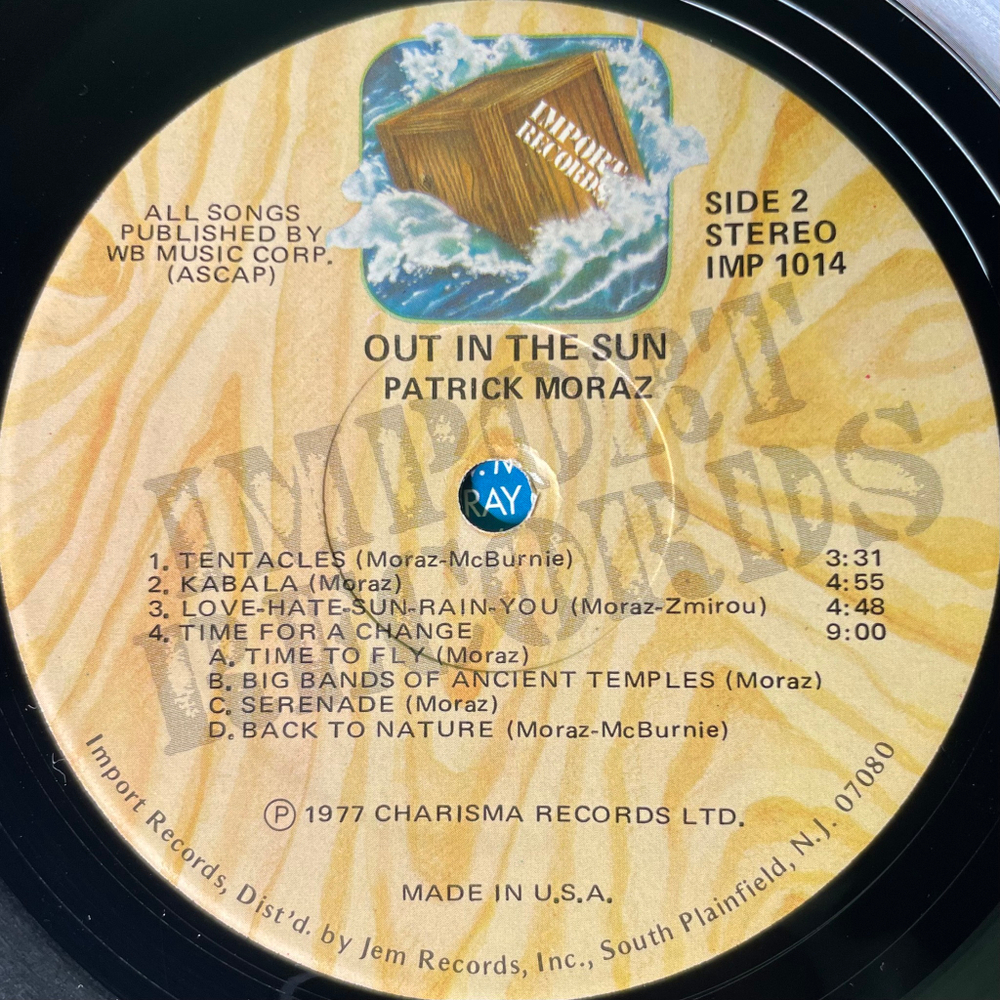 IMPORT
RECORDS
ALL SONGS
PUBLISHED BY
WB MUSIC CORP.
(ASCAP)
SIDE 2
STEREO
IMP 1014
OUT IN THE SUN
PATRICK MORAZ
IMPORT
RECORDS
RAY
1. TENTACLES (Moraz-McBurnie) 3:31
2. KABALA (Moraz) 4:55
3. LOVE-HATE-SUN-RAIN-YOU (Moraz-Zmirou) 4:48
4. TIME FOR A CHANGE 9:00
A. TIME TO FLY (Moraz)
B. BIG BANDS OF ANCIENT TEMPLES (Moraz)
C. SERENADE (Moraz)
D. BACK TO NATURE (Moraz-McBurnie)
Ⓟ 1977 CHARISMA RECORDS LTD.
MADE IN U.S.A.
Import Records, Dist'd. by Jem Records, Inc., South Plainfield, N.J. 07080